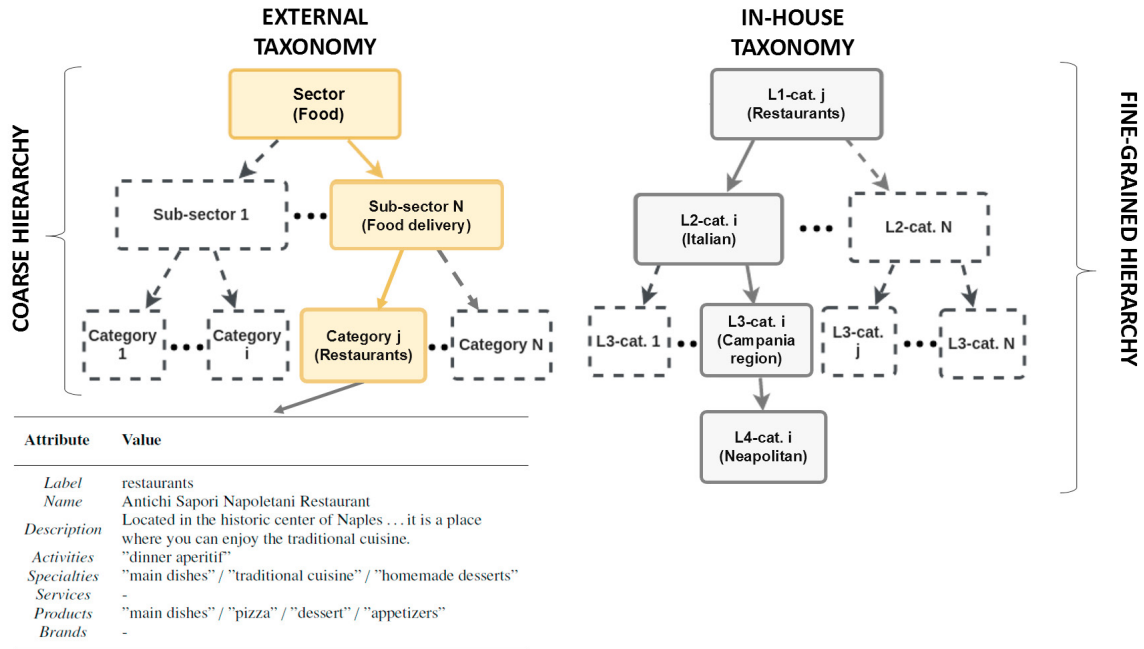 EXTERNAL
TAXONOMY
IN-HOUSE
TAXONOMY
COARSE HIERARCHY
Sector
(Food)
Sub-sector 1
Sub-sector N
(Food delivery)
Category
1
Category
i
Category j
(Restaurants)
Category N
L1-cat. j
(Restaurants)
L2-cat. i
(Italian)
L2-cat. N
L3-cat. 1
L3-cat. i
(Campania
region)
L3-cat.
j
L3-cat. N
L4-cat. i
(Neapolitan)
FINE-GRAINED HIERARCHY
Attribute Value
Label restaurants
Name Antichi Sapori Napoletani Restaurant
Description Located in the historic center of Naples . . . it is a place
where you can enjoy the traditional cuisine.
Activities ”dinner aperitif”
Specialties ”main dishes” / ”traditional cuisine” / ”homemade desserts”
Services -
Products ”main dishes” / ”pizza” / ”dessert” / ”appetizers”
Brands -